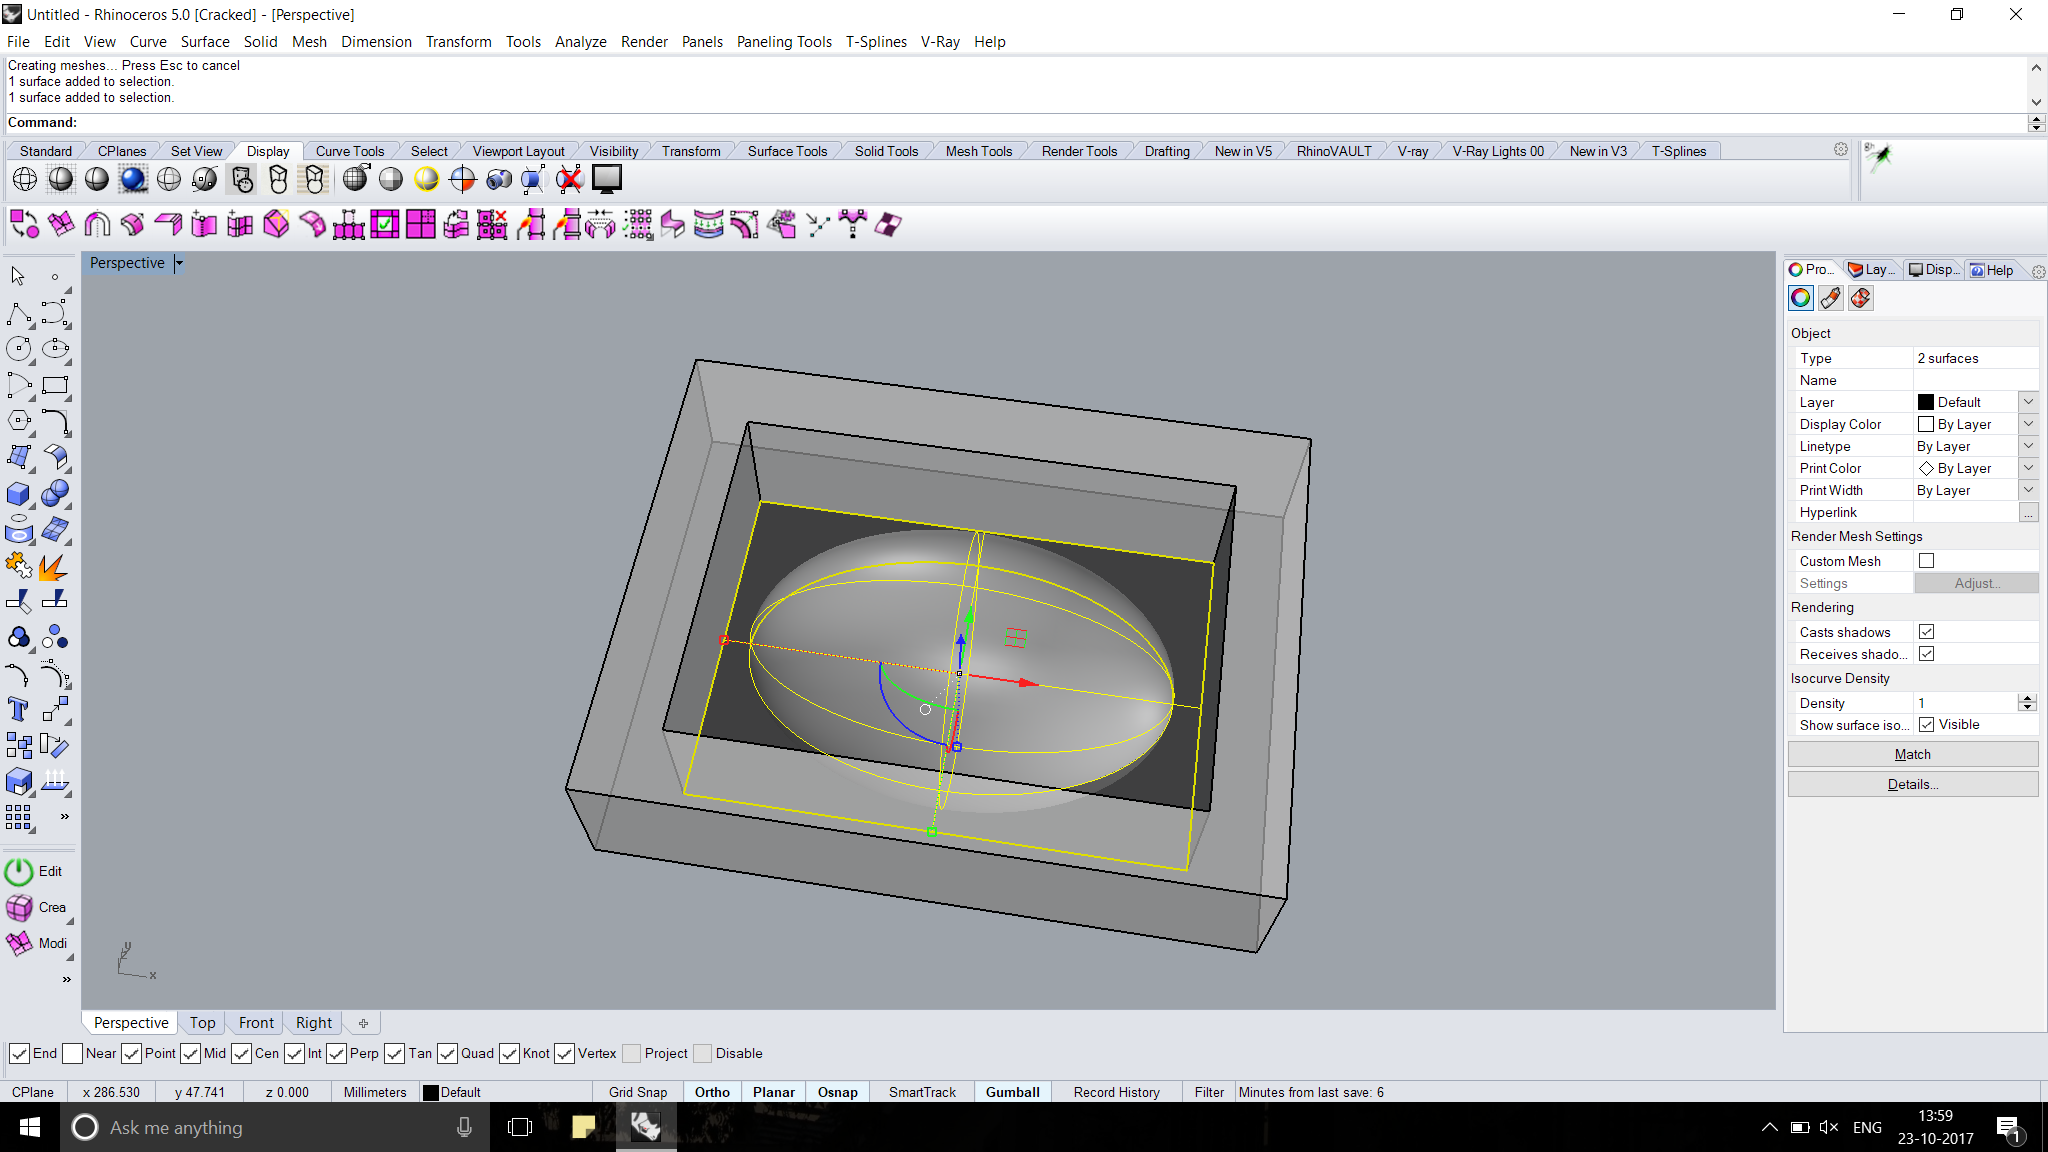 Untitled - Rhinoceros 5.0 [Cracked] - [Perspective]
File Edit View Curve Surface Solid Mesh Dimension Transform Tools Analyze Render Panels Paneling Tools T-Splines V-Ray Help
Creating meshes... Press Esc to cancel
1 surface added to selection.
1 surface added to selection.
Command:
Standard CPlanes Set View Display Curve Tools Select Viewport Layout Visibility Transform Surface Tools Solid Tools Mesh Tools Render Tools Drafting New in V5 RhinoVAULT V-ray V-Ray Lights 00 New in V3 T-Splines
Perspective
Pro... Lay... Disp... Help
Object
Type 2 surfaces
Name
Layer Default
Display Color By Layer
Linetype By Layer
Print Color By Layer
Print Width By Layer
Hyperlink ...
Render Mesh Settings
Custom Mesh
Settings Adjust...
Rendering
Casts shadows
Receives shado...
Isocurve Density
Density 1
Show surface iso... Visible
Match
Details...
Edit
Crea
Modi
y
z
x
Perspective Top Front Right
End Near Point Mid Cen Int Perp Tan Quad Knot Vertex Project Disable
CPlane x 286.530 y 47.741 z 0.000 Millimeters Default Grid Snap Ortho Planar Osnap SmartTrack Gumball Record History Filter Minutes from last save: 6
Ask me anything
ENG
13:59
23-10-2017
1